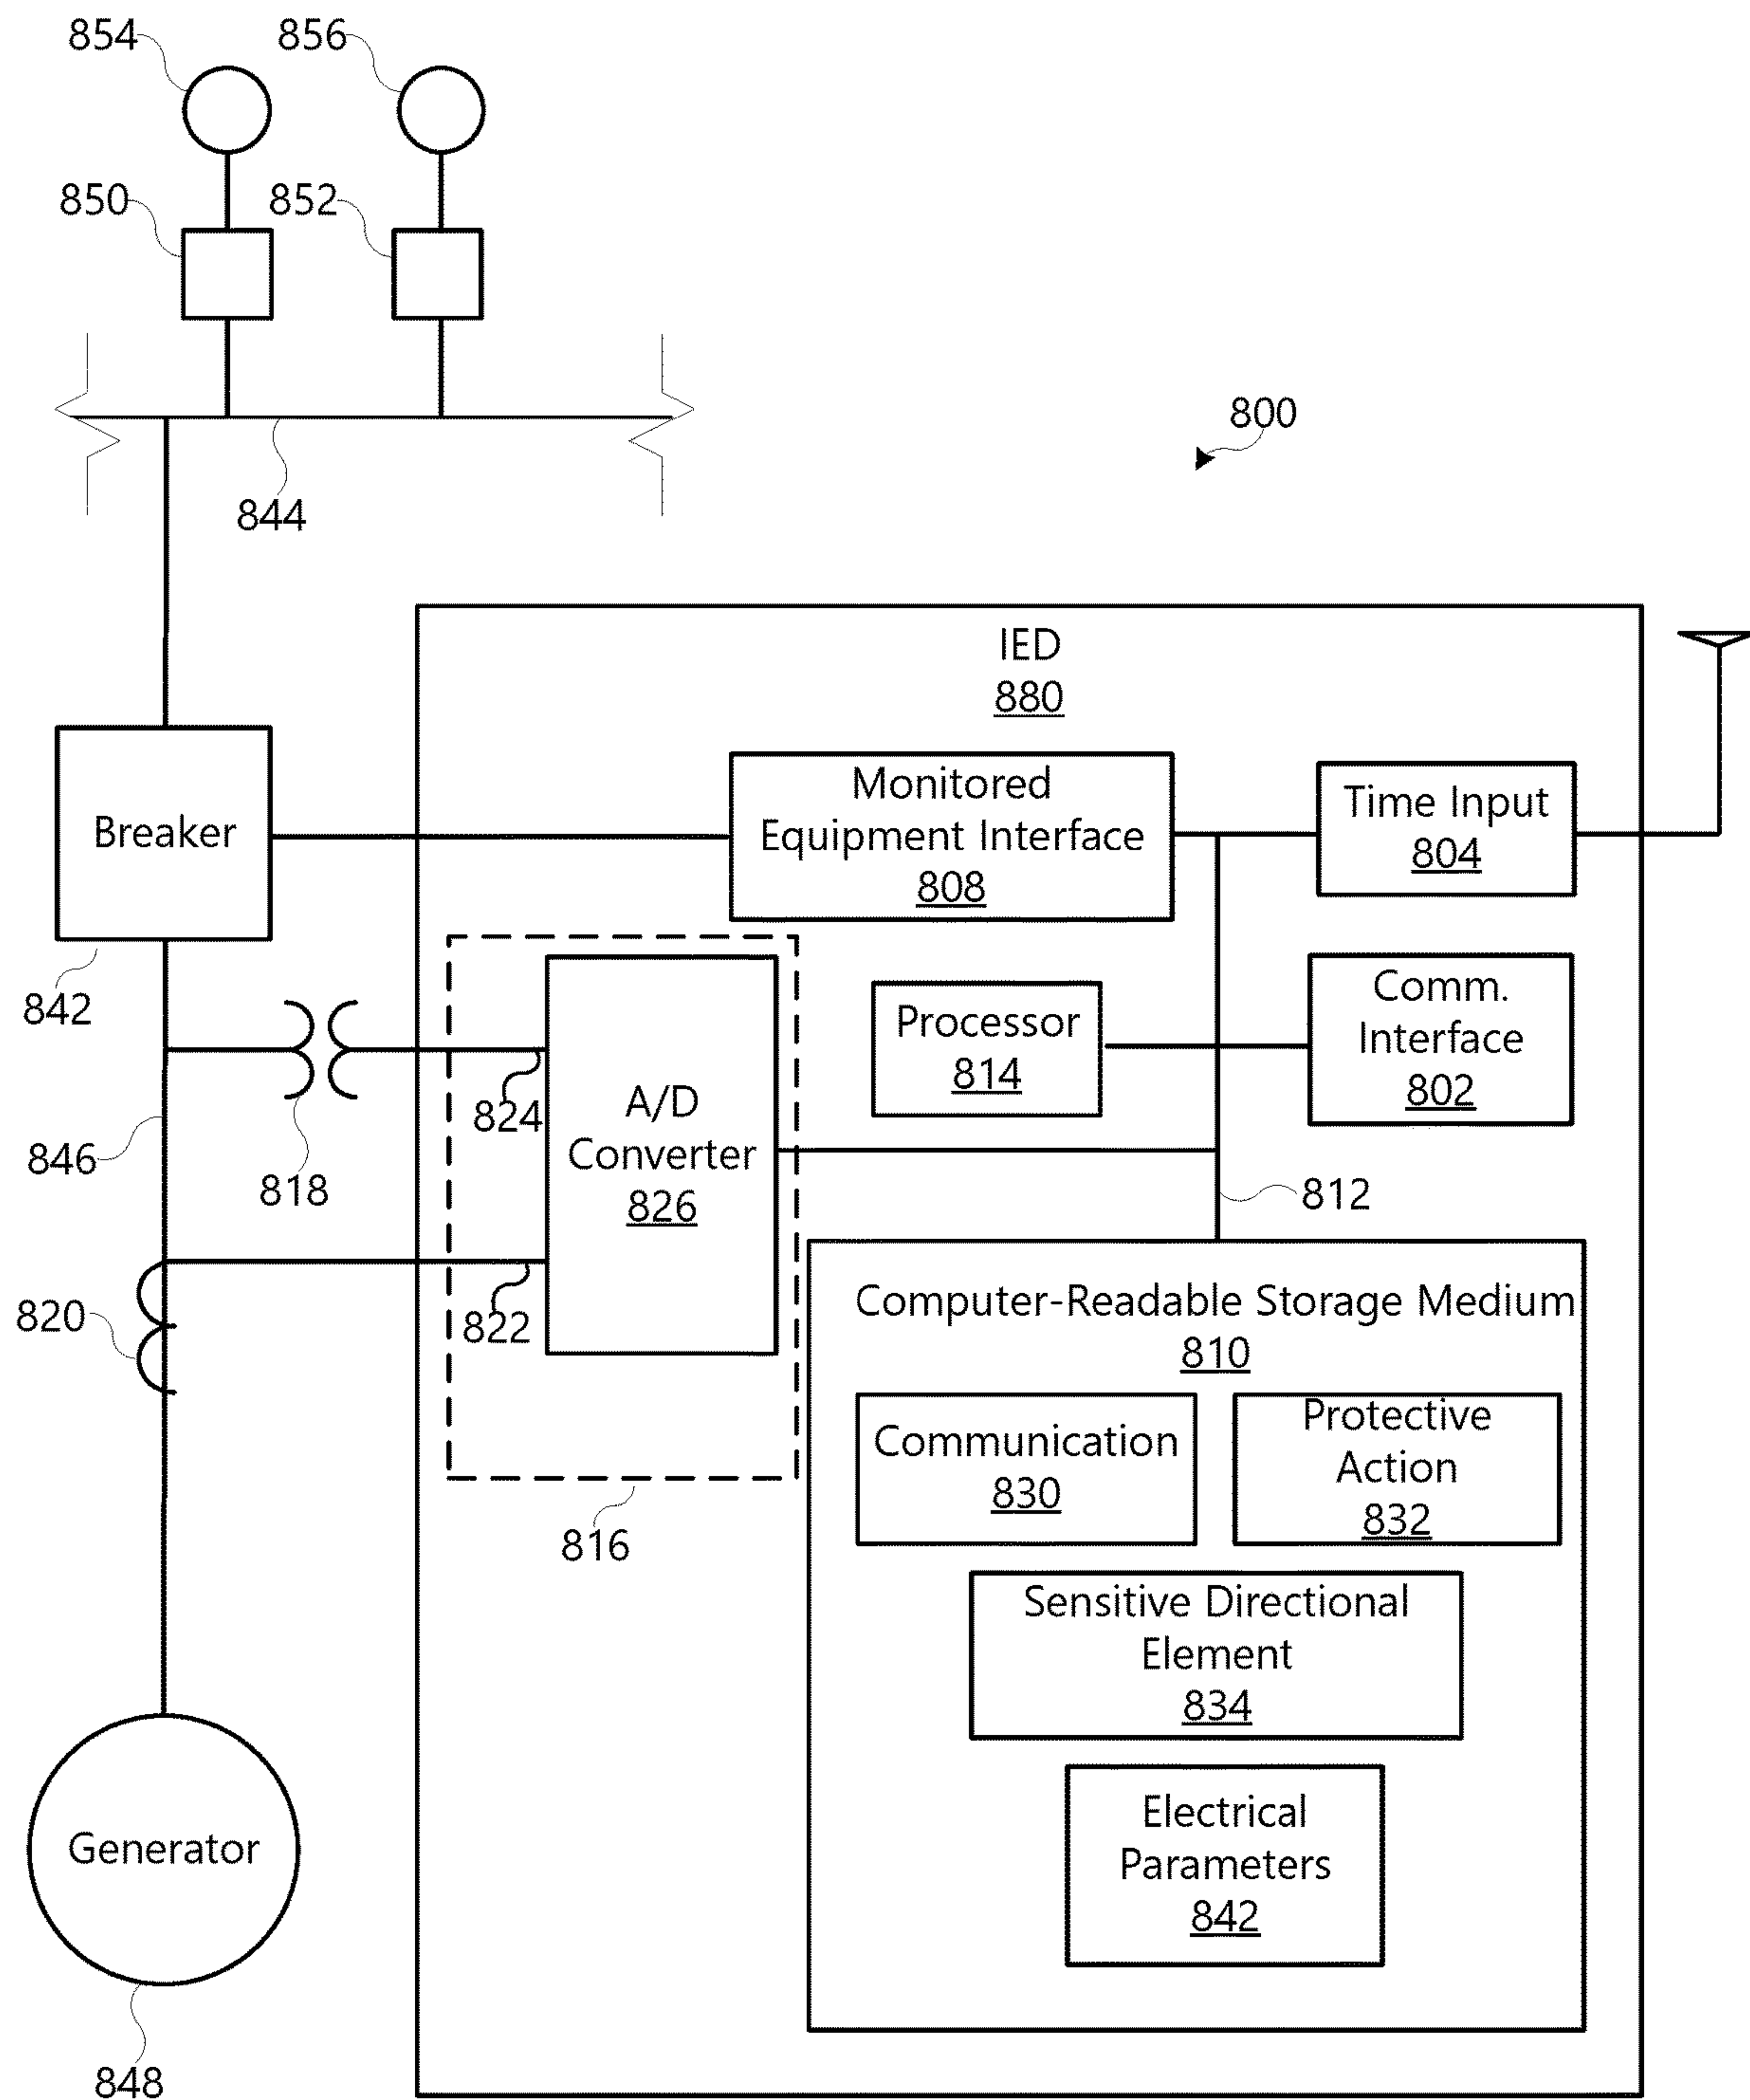 854
856
850
852
844
800
IED
880
Monitored
Equipment Interface
808
Time Input
804
Breaker
842
Processor
814
Comm.
Interface
802
824
A/D
Converter
826
846
818
812
822
820
816
Computer-Readable Storage Medium
810
Communication
830
Protective
Action
832
Sensitive Directional
Element
834
Electrical
Parameters
842
Generator
848